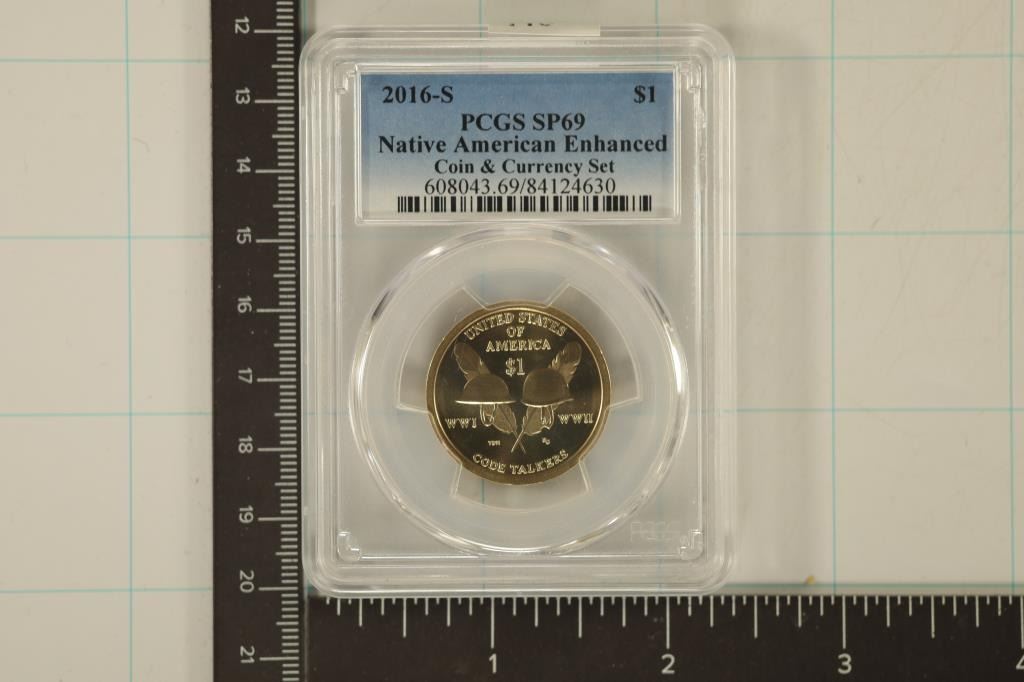 2016-S $1
PCGS SP69
Native American Enhanced
Coin & Currency Set
608043.69/84124630
UNITED STATES
OF
AMERICA
$1
WWI WWII
CODE TALKERS
PCGS
12
13
14
15
16
17
18
19
20
21
1 2 3 4